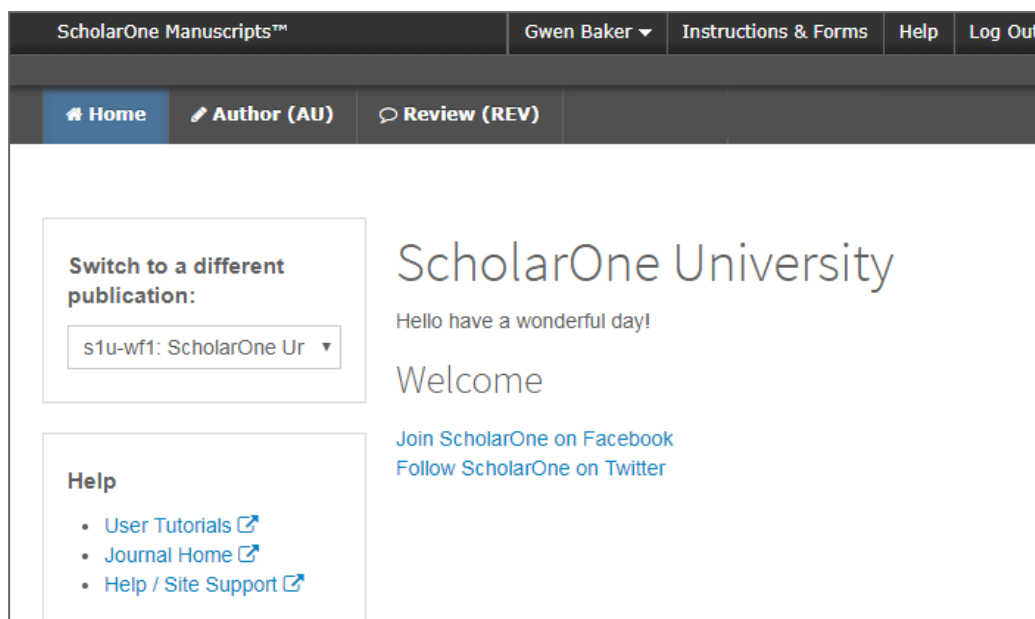 ScholarOne Manuscripts™ Gwen Baker Instructions & Forms Help Log Out
Home Author (AU) Review (REV)
Switch to a different
publication:
s1u-wf1: ScholarOne Ur
Help
User Tutorials
Journal Home
Help / Site Support
ScholarOne University
Hello have a wonderful day!
Welcome
Join ScholarOne on Facebook
Follow ScholarOne on Twitter